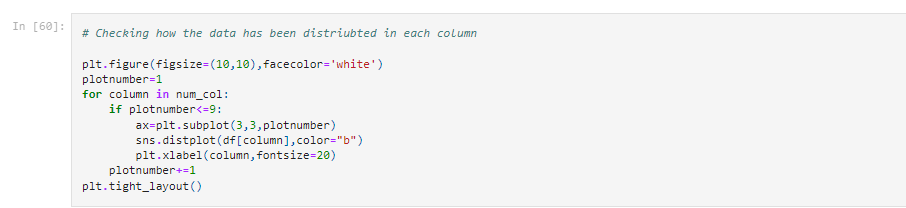 In [60]:
# Checking how the data has been distriubted in each column
plt.figure(figsize=(10,10),facecolor='white')
plotnumber=1
for column in num_col:
    if plotnumber<=9:
        ax=plt.subplot(3,3,plotnumber)
        sns.distplot(df[column],color="b")
        plt.xlabel(column,fontsize=20)
    plotnumber+=1
plt.tight_layout()